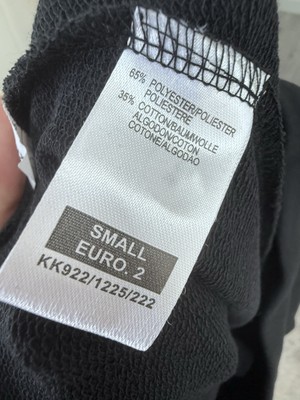 65% POLYESTER/POLIESTER
POLIESTERE
35% COTTON/BAUMWOLLE
ALGODON/COTON
COTONE/ALGODAO
SMALL
EURO. 2
KK922/1225/222